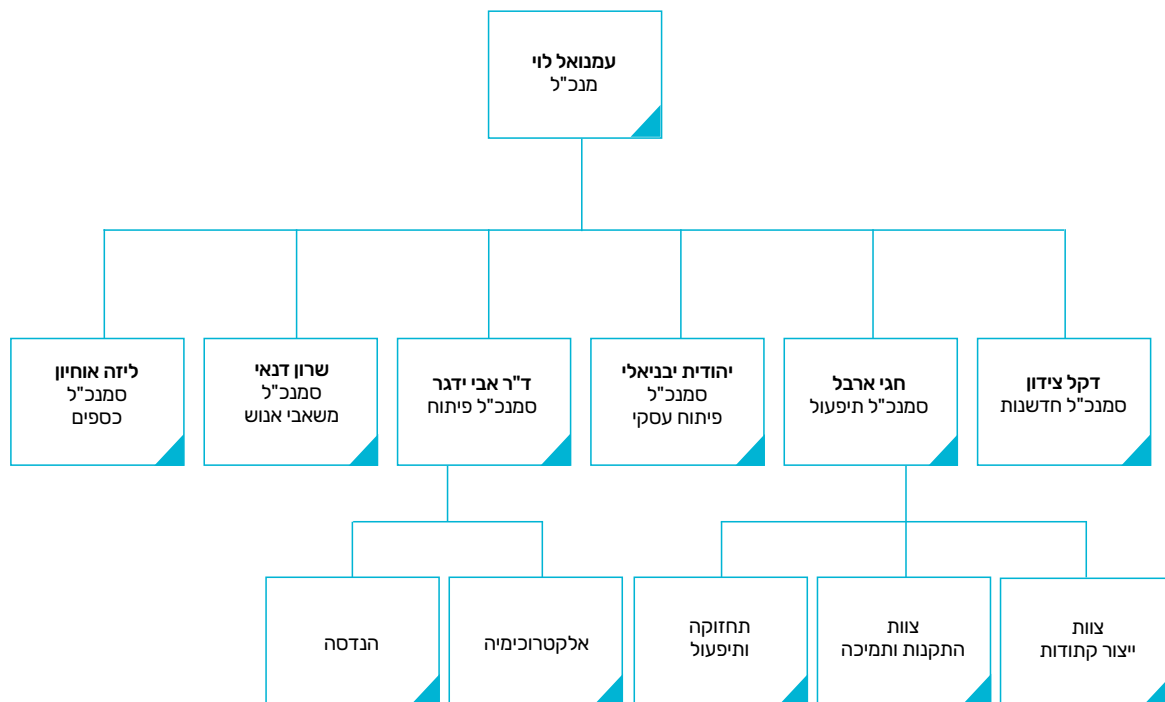 עמנואל לוי
מנכ"ל
דקל צידון
סמנכ"ל חדשנות
חגי ארבל
סמנכ"ל תיפעול
יהודית יבניאלי
סמנכ"ל
פיתוח עסקי
ד"ר אבי ידגר
סמנכ"ל פיתוח
שרון דנאי
סמנכ"ל
משאבי אנוש
ליזה אוחיון
סמנכ"ל
כספים
צוות
ייצור קתודות
צוות
התקנות ותמיכה
תחזוקה
ותיפעול
אלקטרוכימיה
הנדסה